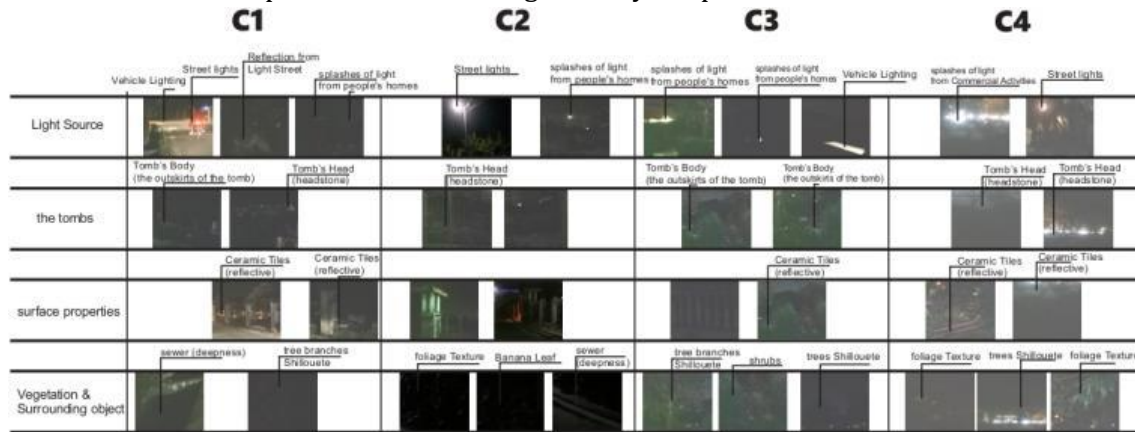 C1
C2
C3
C4
Vehicle Lighting
Street lights
Reflection from
Light Street
splashes of light
from people's homes
Street lights
splashes of light
from people's homes
splashes of light
from people's homes
splashes of light
from people's homes
Vehicle Lighting
splashes of light
from Commercial Activities
Street lights
Light Source
Tomb's Body
(the outskirts of the tomb)
Tomb's Head
(headstone)
Tomb's Head
(headstone)
Tomb's Body
(the outskirts of the tomb)
Tomb's Body
(the outskirts of the tomb)
Tomb's Head
(headstone)
Tomb's Head
(headstone)
the tombs
Ceramic Tiles
(reflective)
Ceramic Tiles
(reflective)
Ceramic Tiles
(reflective)
Ceramic Tiles
(reflective)
Ceramic Tiles
(reflective)
surface properties
sewer (deepness)
tree branches
Shillouete
foliage Texture
Banana Leaf
sewer
(deepness)
tree branches
Shillouete
shrubs
trees Shillouete
foliage Texture
trees Shillouete
foliage Texture
Vegetation &
Surrounding object